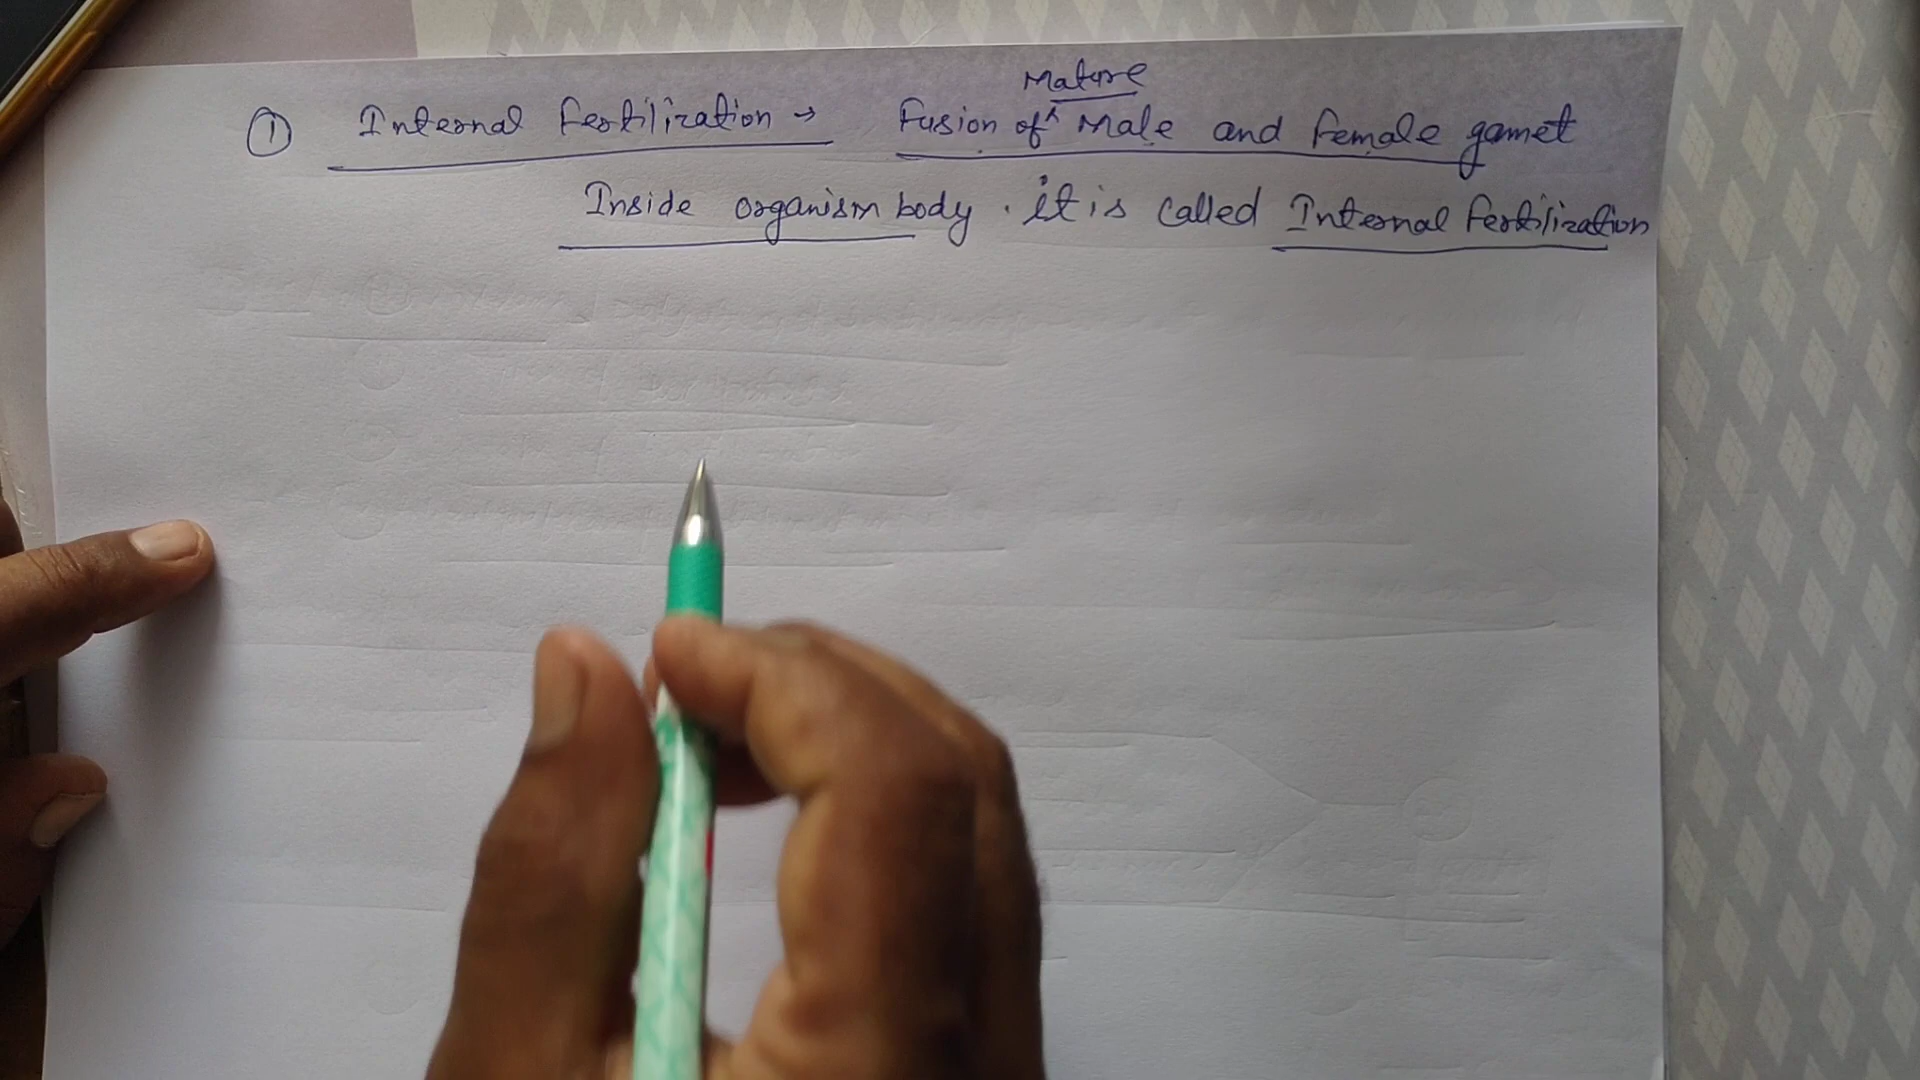 Mature
① Internal fertilization → Fusion of ^ Male and female gamet
Inside organism body . it is called Internal fertilization